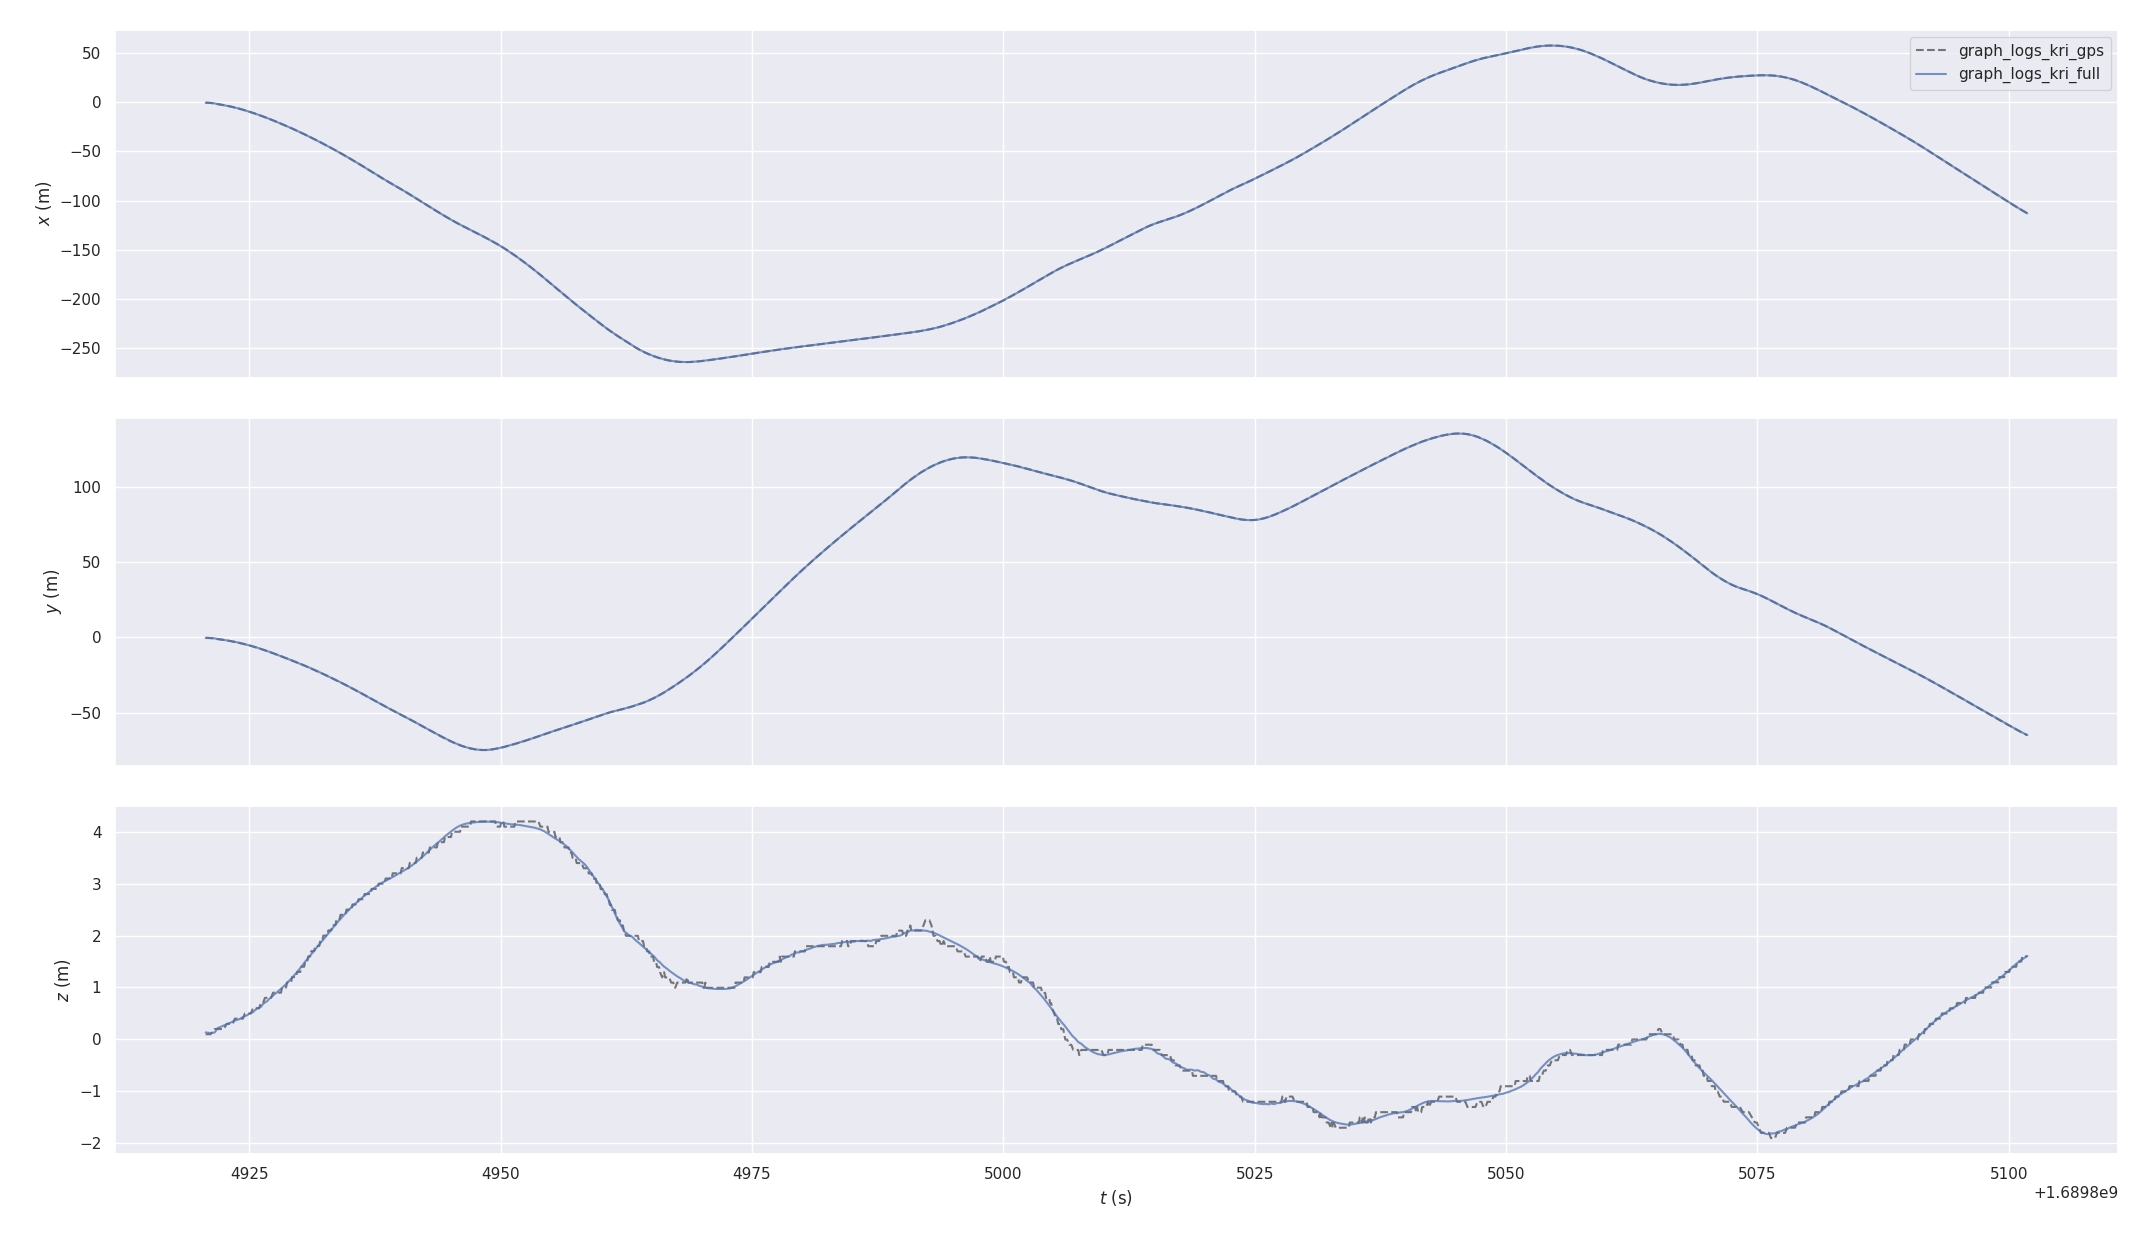 50
0
−50
−100
−150
−200
−250
x (m)
graph_logs_kri_gps
graph_logs_kri_full
100
50
0
−50
y (m)
4
3
2
1
0
−1
−2
z (m)
4925 4950 4975 5000 5025 5050 5075 5100
t (s)
+1.6898e9